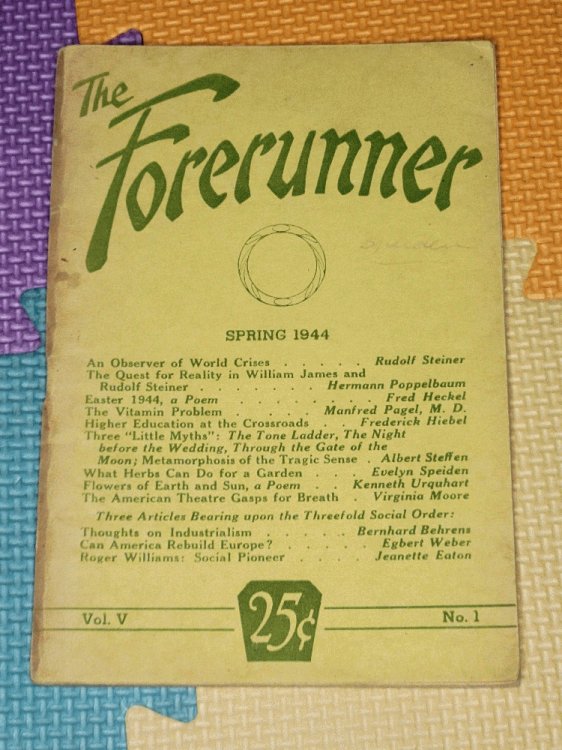 The
Forerunner
Speiden
SPRING 1944
An Observer of World Crises . . . . . Rudolf Steiner
The Quest for Reality in William James and
Rudolf Steiner . . . . . . . Hermann Poppelbaum
Easter 1944, a Poem . . . . . . . Fred Heckel
The Vitamin Problem . . . . . Manfred Pagel, M. D.
Higher Education at the Crossroads . . Frederick Hiebel
Three "Little Myths": The Tone Ladder, The Night
before the Wedding, Through the Gate of the
Moon; Metamorphosis of the Tragic Sense . Albert Steffen
What Herbs Can Do for a Garden . . . Evelyn Speiden
Flowers of Earth and Sun, a Poem . . Kenneth Urquhart
The American Theatre Gasps for Breath . Virginia Moore
Three Articles Bearing upon the Threefold Social Order:
Thoughts on Industrialism . . . . . Bernhard Behrens
Can America Rebuild Europe? . . . . . Egbert Weber
Roger Williams: Social Pioneer . . . . Jeanette Eaton
Vol. V 25¢ No. 1